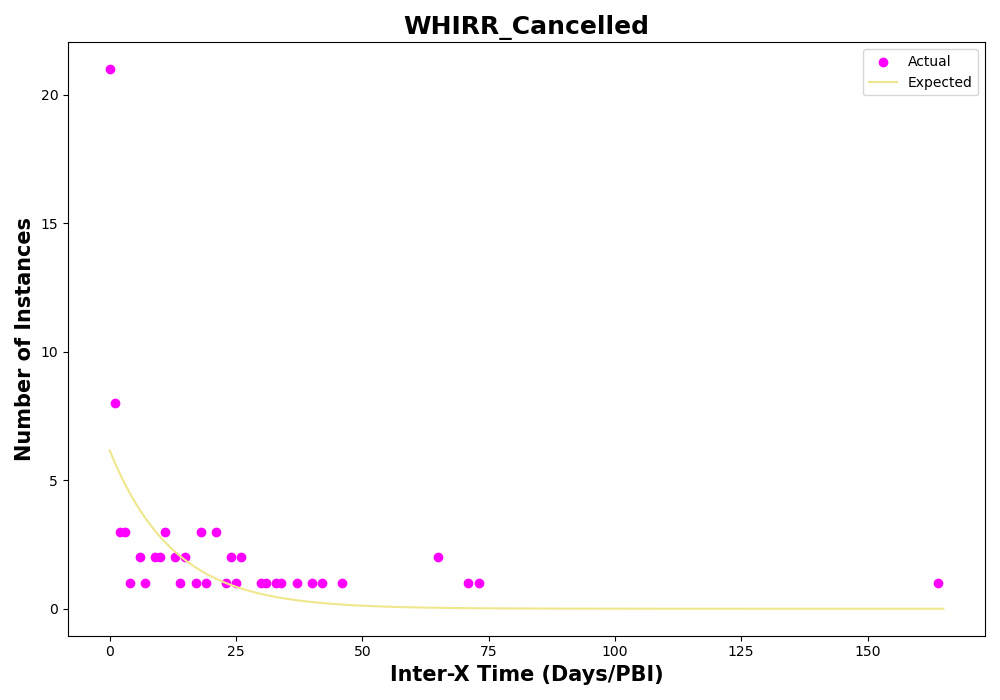 WHIRR_Cancelled
Actual
Expected
20
15
10
5
0
Number of Instances
0 25 50 75 100 125 150
Inter-X Time (Days/PBI)